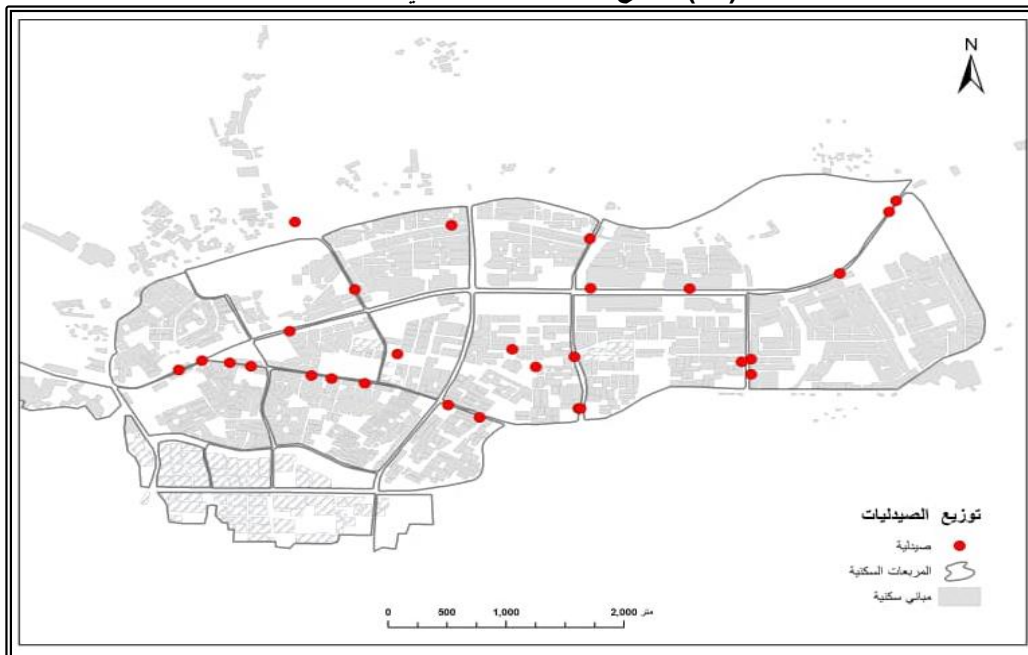 N
توزيع الصيدليات
صيدلية
المربعات السكنية
مباني سكنية
0 500 1,000 2,000 متر